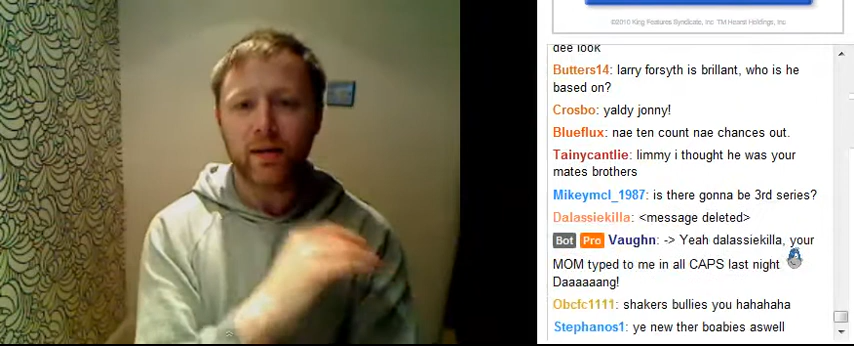 ©2010 King Features Syndicate, Inc TM Hearst Holdings, Inc
dee look
Butters14: larry forsyth is brillant, who is he
based on?
Crosbo: yaldy jonny!
Blueflux: nae ten count nae chances out.
Tainycantlie: limmy i thought he was your
mates brothers
Mikeymcl_1987: is there gonna be 3rd series?
Dalassiekilla: <message deleted>
Bot Pro Vaughn: -> Yeah dalassiekilla, your
MOM typed to me in all CAPS last night
Daaaaaang!
Obcfc1111: shakers bullies you hahahaha
Stephanos1: ye new ther boabies aswell